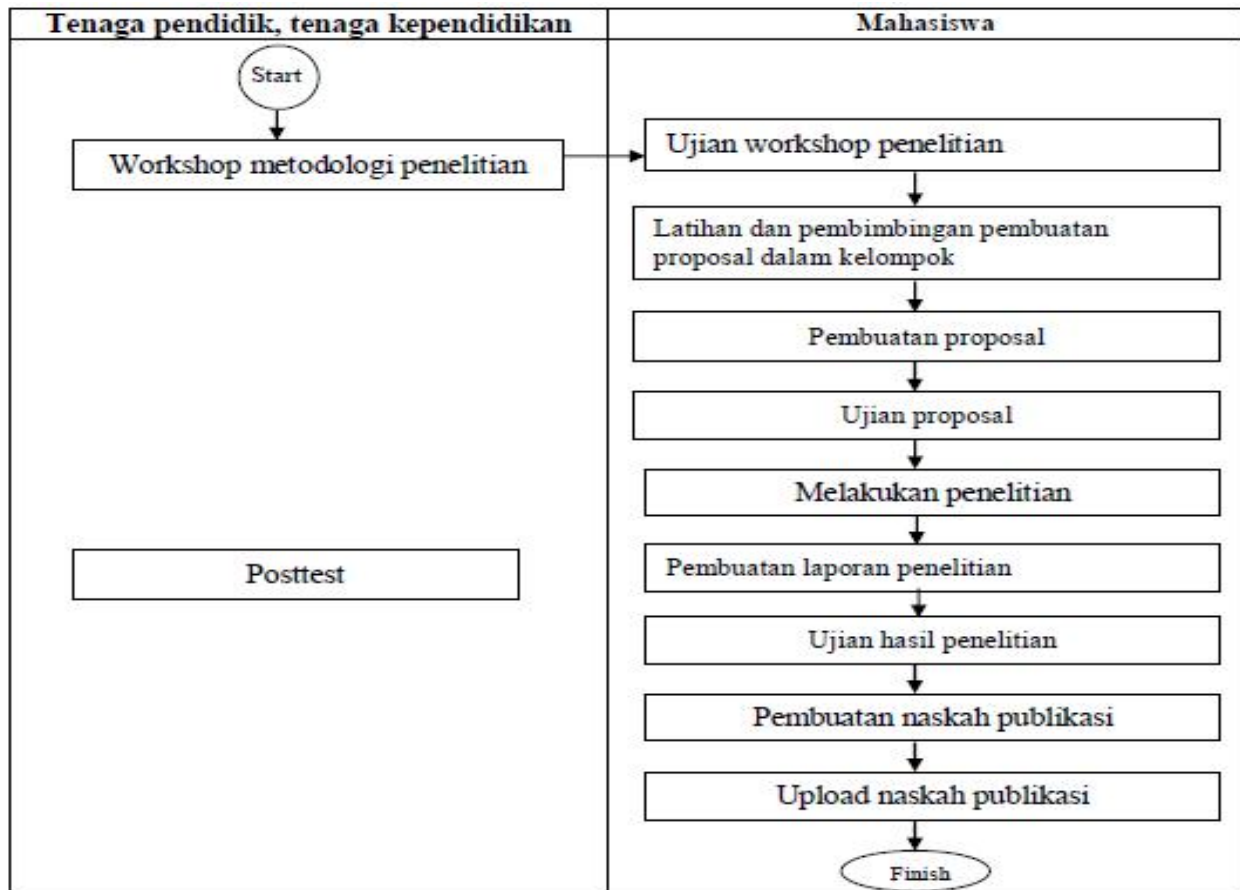 Tenaga pendidik, tenaga kependidikan
Mahasiswa
Start
Workshop metodologi penelitian
Ujian workshop penelitian
Latihan dan pembimbingan pembuatan
proposal dalam kelompok
Pembuatan proposal
Ujian proposal
Melakukan penelitian
Posttest
Pembuatan laporan penelitian
Ujian hasil penelitian
Pembuatan naskah publikasi
Upload naskah publikasi
Finish